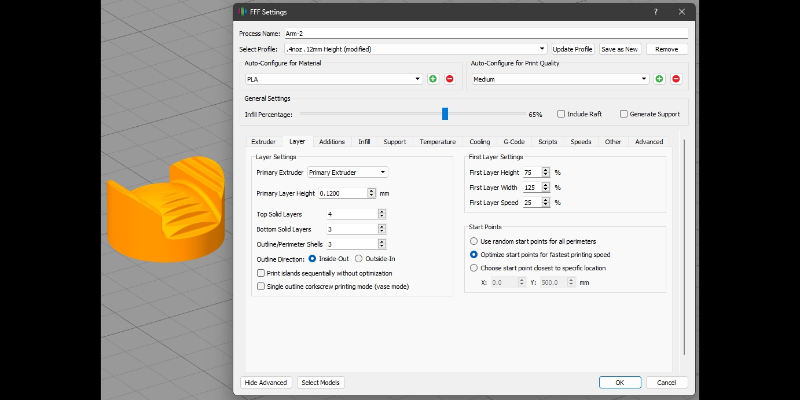 FFF Settings ? ✕
Process Name: Arm-2
Select Profile: .4noz .12mm Height (modified) Update Profile Save as New Remove
Auto-Configure for Material Auto-Configure for Print Quality
PLA Medium
General Settings
Infill Percentage: 65% Include Raft Generate Support
Extruder Layer Additions Infill Support Temperature Cooling G-Code Scripts Speeds Other Advanced
Layer Settings First Layer Settings
Primary Extruder Primary Extruder First Layer Height 75 %
Primary Layer Height 0.1200 mm First Layer Width 125 %
First Layer Speed 25 %
Top Solid Layers 4
Bottom Solid Layers 3 Start Points
Outline/Perimeter Shells 3 Use random start points for all perimeters
Outline Direction: Inside-Out Outside-In Optimize start points for fastest printing speed
Print islands sequentially without optimization Choose start point closest to specific location
Single outline corkscrew printing mode (vase mode) X: 0.0 Y: 500.0 mm
Hide Advanced Select Models OK Cancel